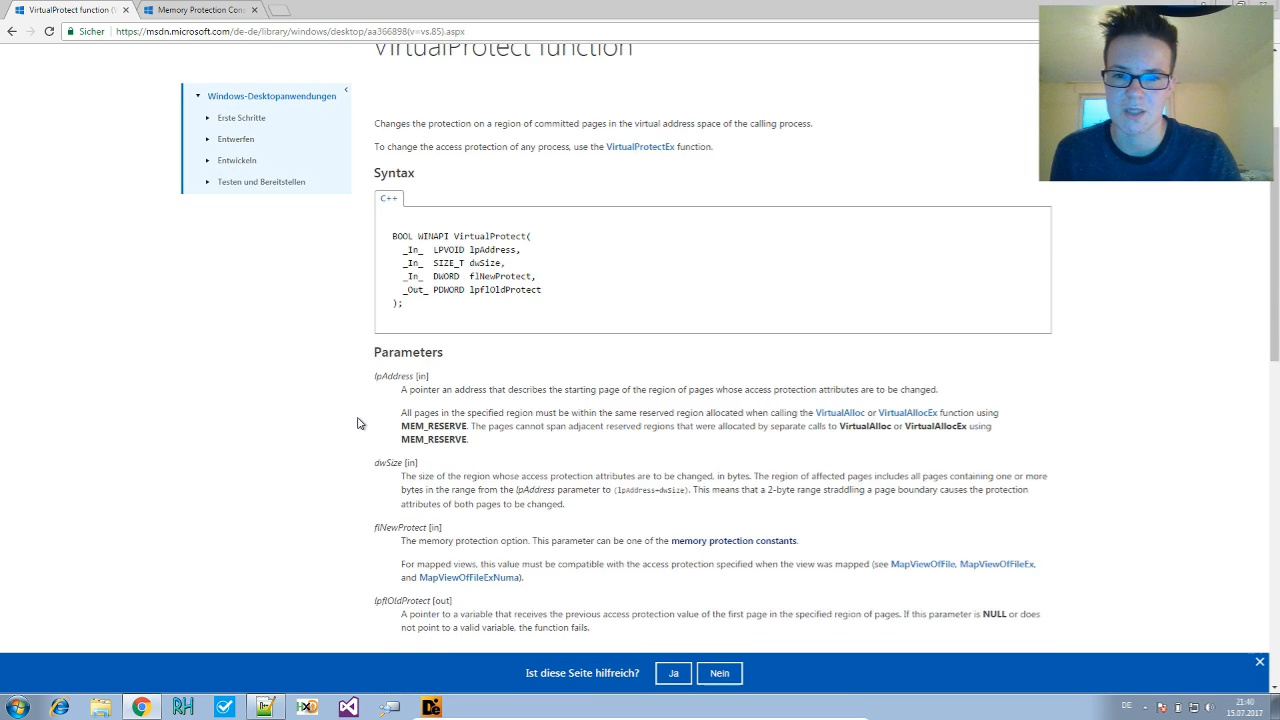 VirtualProtect function (
Memory Protection Con
Sicher
https://msdn.microsoft.com/de-de/library/windows/desktop/aa366898(v=vs.85).aspx
VirtualProtect function
Windows-Desktopanwendungen
Erste Schritte
Entwerfen
Entwickeln
Testen und Bereitstellen
Changes the protection on a region of committed pages in the virtual address space of the calling process.
To change the access protection of any process, use the VirtualProtectEx function.
Syntax
C++
BOOL WINAPI VirtualProtect(
_In_ LPVOID lpAddress,
_In_ SIZE_T dwSize,
_In_ DWORD flNewProtect,
_Out_ PDWORD lpflOldProtect
);
Parameters
lpAddress [in]
A pointer an address that describes the starting page of the region of pages whose access protection attributes are to be changed.
All pages in the specified region must be within the same reserved region allocated when calling the VirtualAlloc or VirtualAllocEx function using
MEM_RESERVE. The pages cannot span adjacent reserved regions that were allocated by separate calls to VirtualAlloc or VirtualAllocEx using
MEM_RESERVE.
dwSize [in]
The size of the region whose access protection attributes are to be changed, in bytes. The region of affected pages includes all pages containing one or more
bytes in the range from the lpAddress parameter to (lpAddress+dwSize). This means that a 2-byte range straddling a page boundary causes the protection
attributes of both pages to be changed.
flNewProtect [in]
The memory protection option. This parameter can be one of the memory protection constants.
For mapped views, this value must be compatible with the access protection specified when the view was mapped (see MapViewOfFile, MapViewOfFileEx,
and MapViewOfFileExNuma).
lpflOldProtect [out]
A pointer to a variable that receives the previous access protection value of the first page in the specified region of pages. If this parameter is NULL or does
not point to a valid variable, the function fails.
Ist diese Seite hilfreich?
Ja
Nein
RH
HXD
DE
21:40
15.07.2017